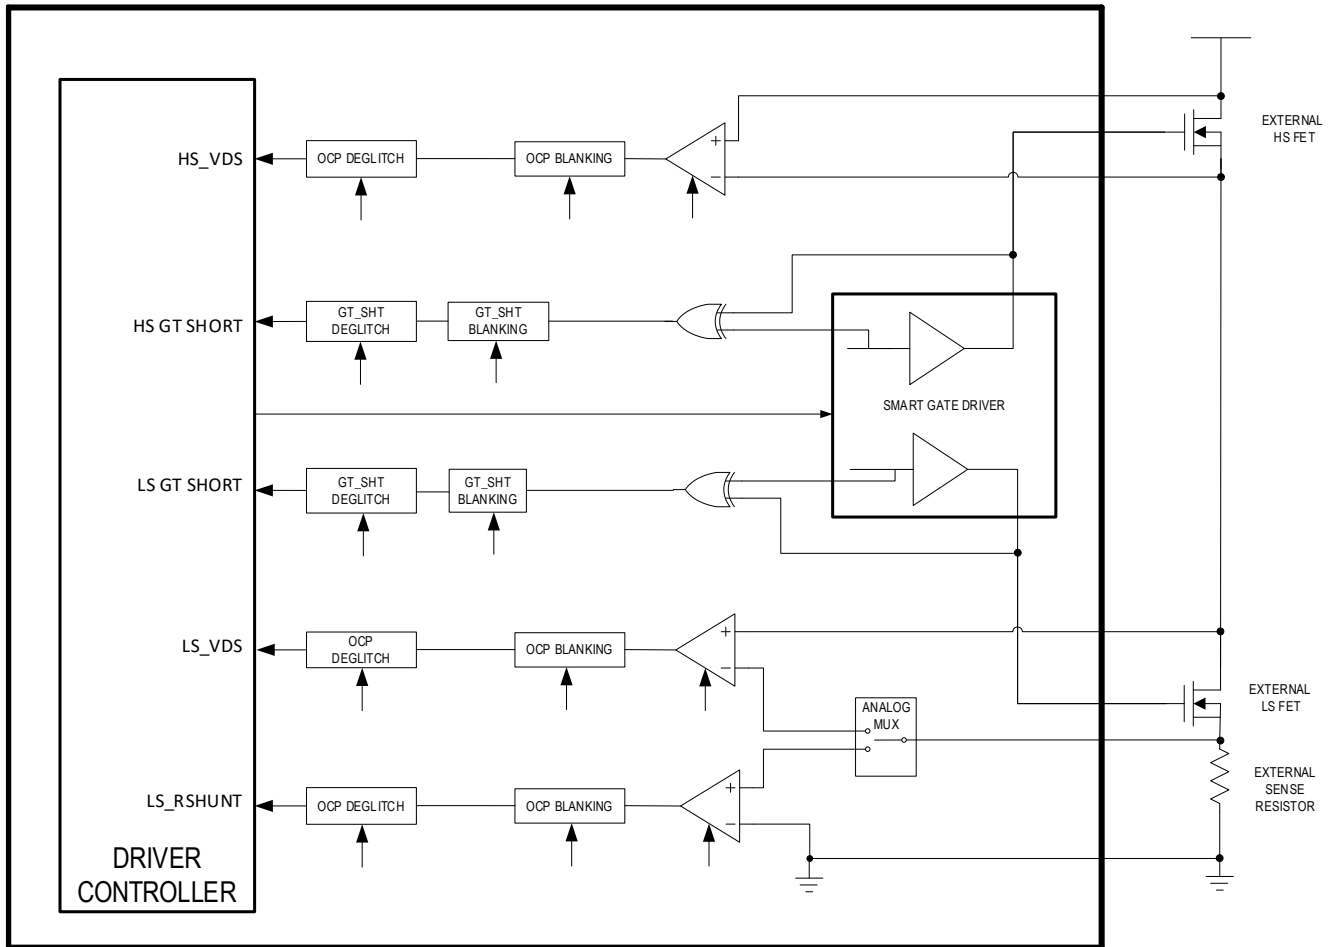 EXTERNAL
HS FET
HS_VDS
OCP DEGLITCH
OCP BLANKING
+
−
HS GT SHORT
GT_SHT
DEGLITCH
GT_SHT
BLANKING
SMART GATE DRIVER
LS GT SHORT
GT_SHT
DEGLITCH
GT_SHT
BLANKING
LS_VDS
OCP
DEGLITCH
OCP BLANKING
+
−
EXTERNAL
LS FET
ANALOG
MUX
LS_RSHUNT
OCP DEGLITCH
OCP BLANKING
+
−
EXTERNAL
SENSE
RESISTOR
DRIVER
CONTROLLER